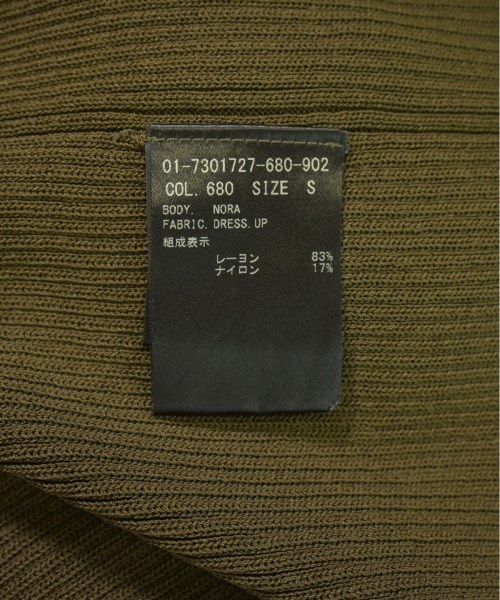 01-7301727-680-902
COL. 680 SIZE S
BODY. NORA
FABRIC. DRESS. UP
組成表示
レーヨン 83%
ナイロン 17%